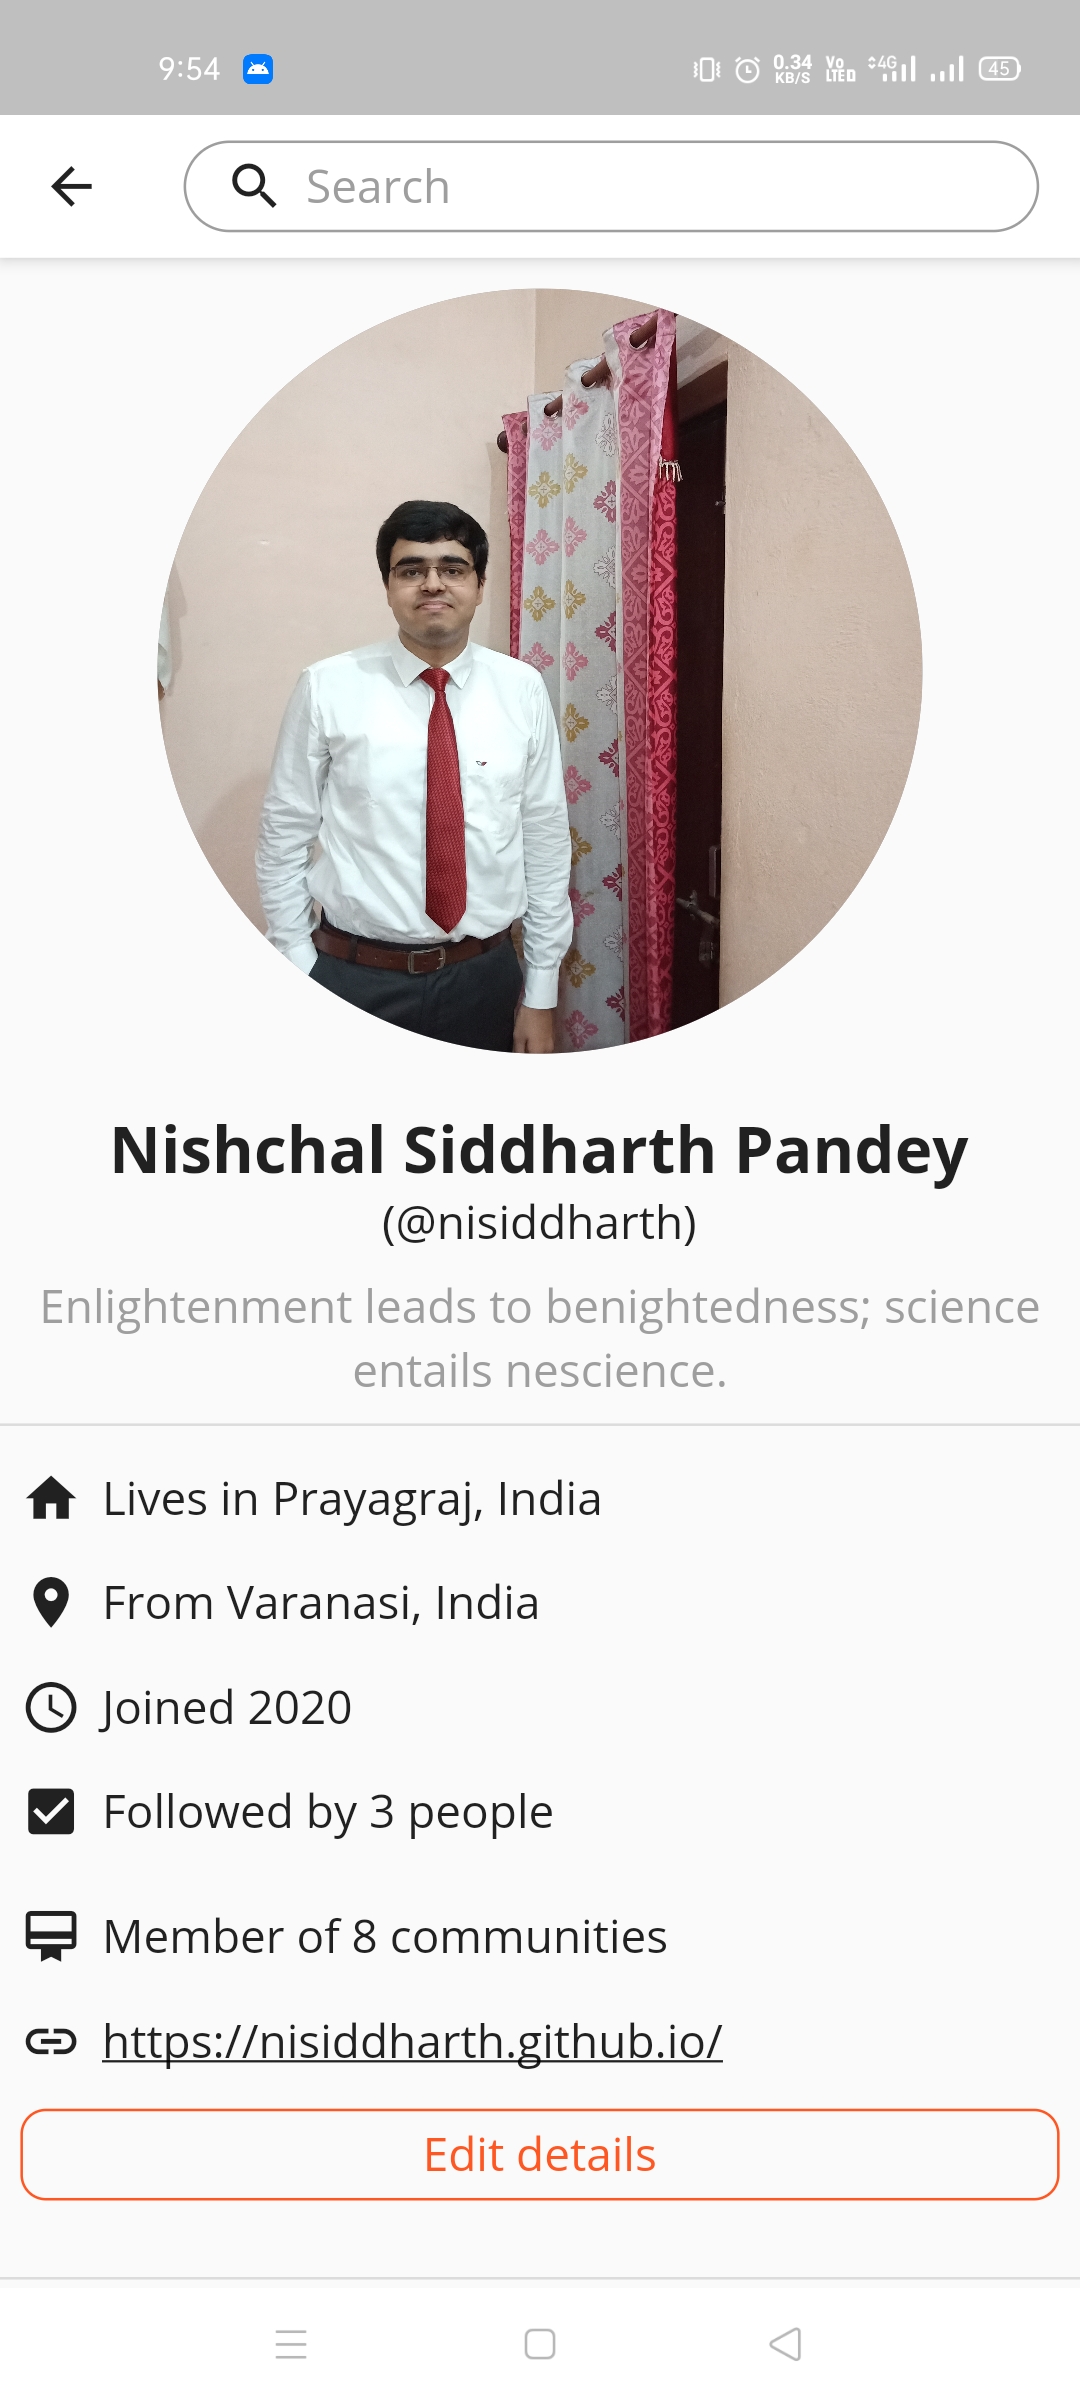 9:54
0.34
KB/S
Vo
LTE D
4G
45
Search
Nishchal Siddharth Pandey
(@nisiddharth)
Enlightenment leads to benightedness; science
entails nescience.
Lives in Prayagraj, India
From Varanasi, India
Joined 2020
Followed by 3 people
Member of 8 communities
https://nisiddharth.github.io/
Edit details